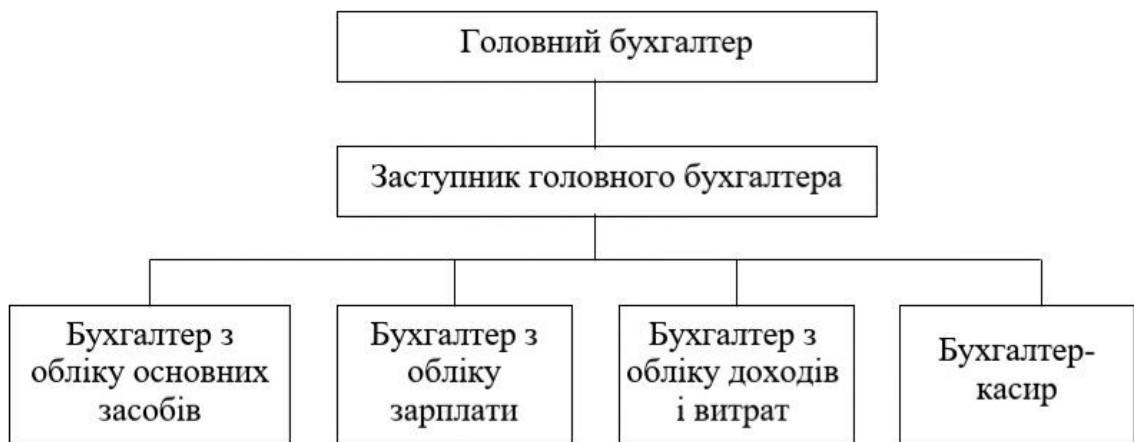 Головний бухгалтер
Заступник головного бухгалтера
Бухгалтер з
обліку основних
засобів
Бухгалтер з
обліку
зарплати
Бухгалтер з
обліку доходів
і витрат
Бухгалтер-
касир